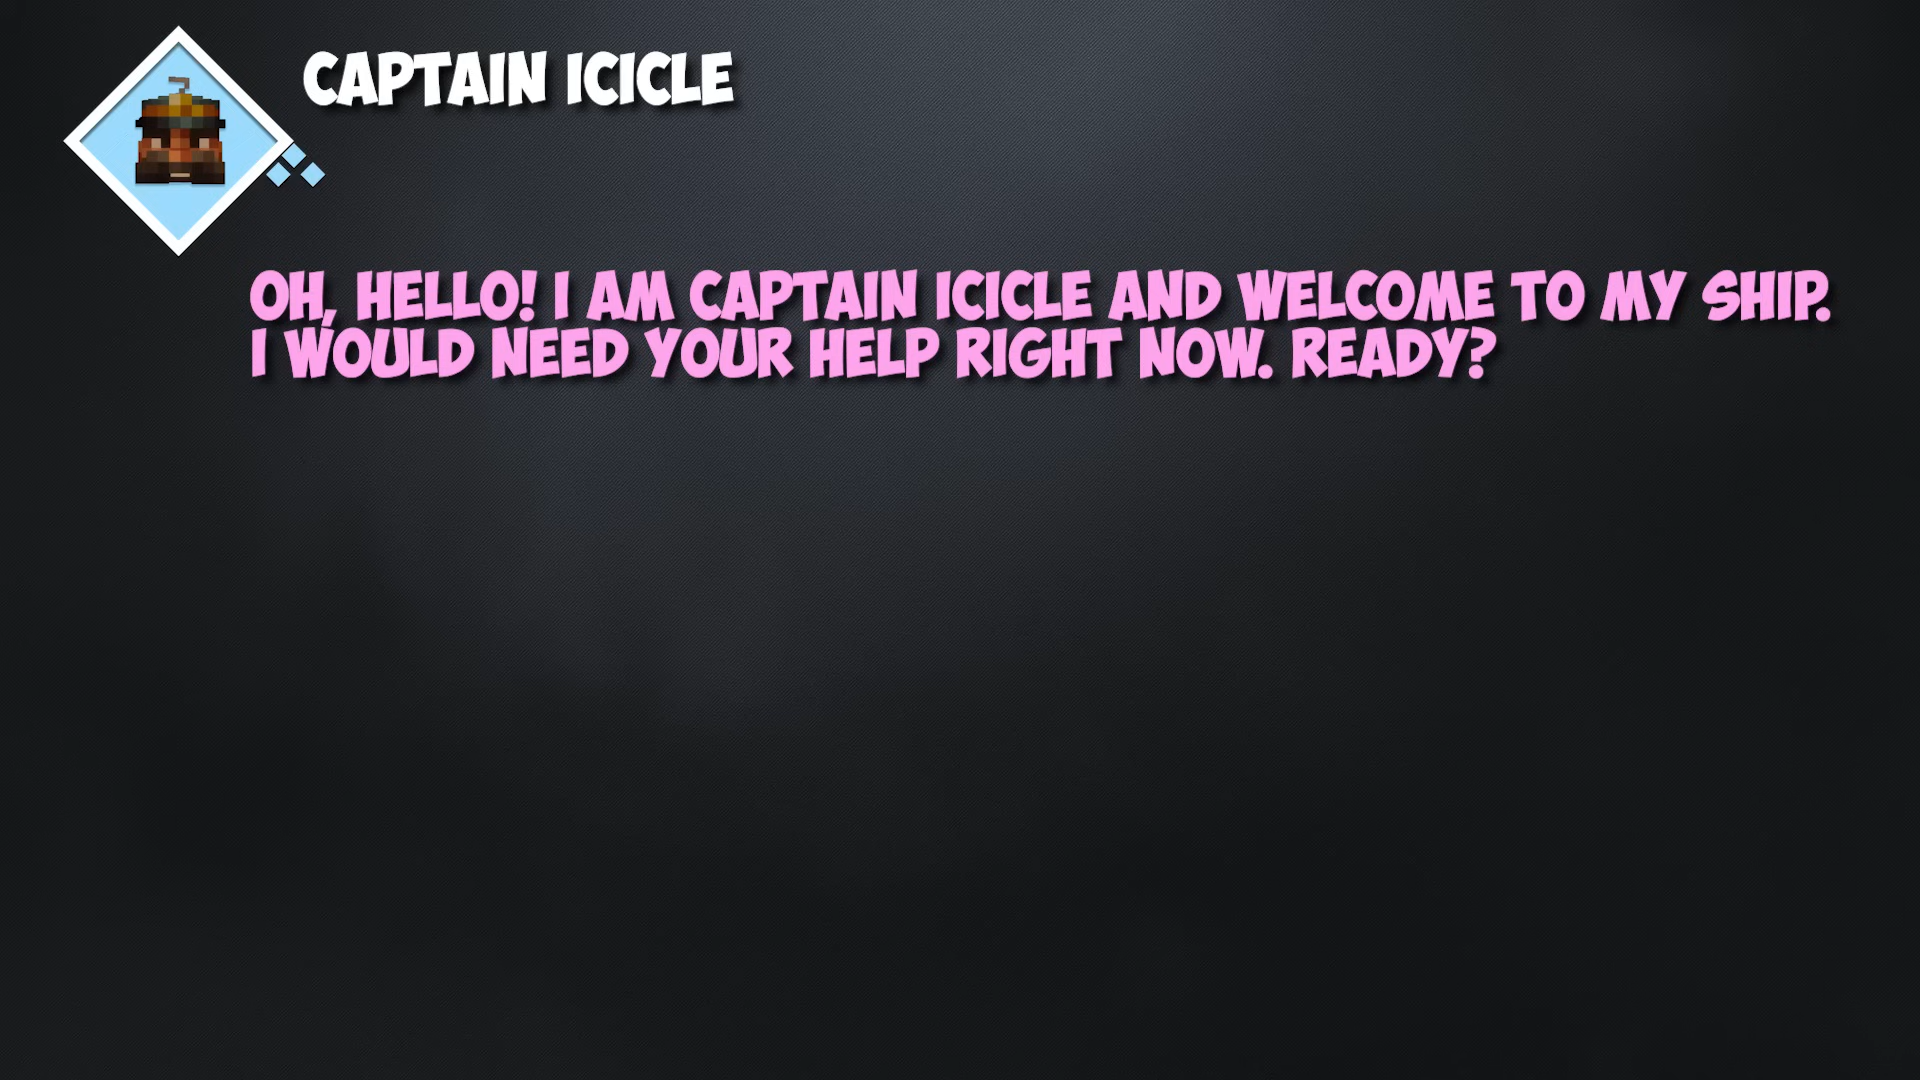 CAPTAIN ICICLE
OH, HELLO! I AM CAPTAIN ICICLE AND WELCOME TO MY SHIP.
I WOULD NEED YOUR HELP RIGHT NOW. READY?